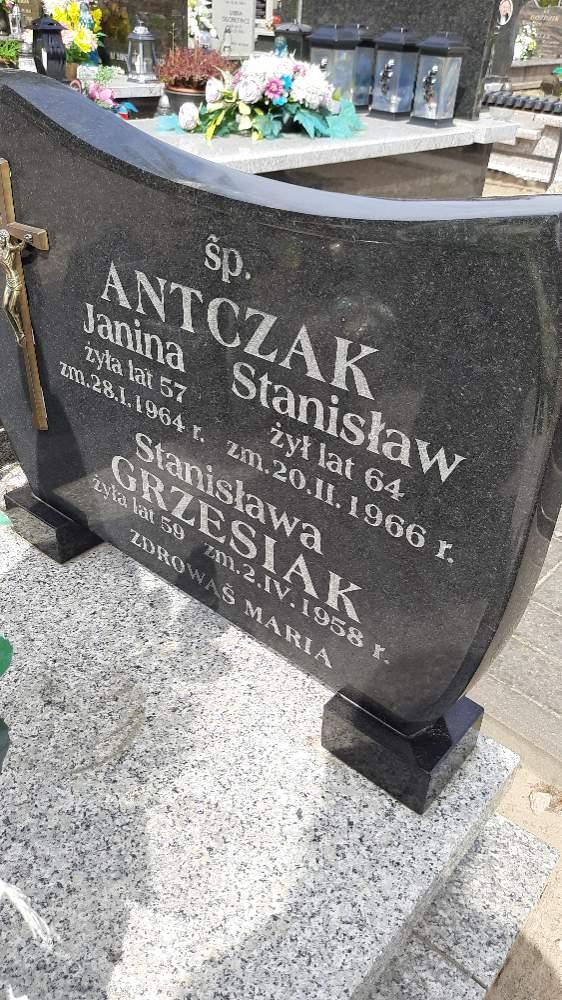 śp.
ANTCZAK
Janina
żyła lat 57
zm.28.I.1964 r.
Stanisław
żył lat 64
zm.20.II.1966 r.
Stanisława
GRZESIAK
żyła lat 59 zm.2.IV.1958 r.
ZDROWAŚ MARIA